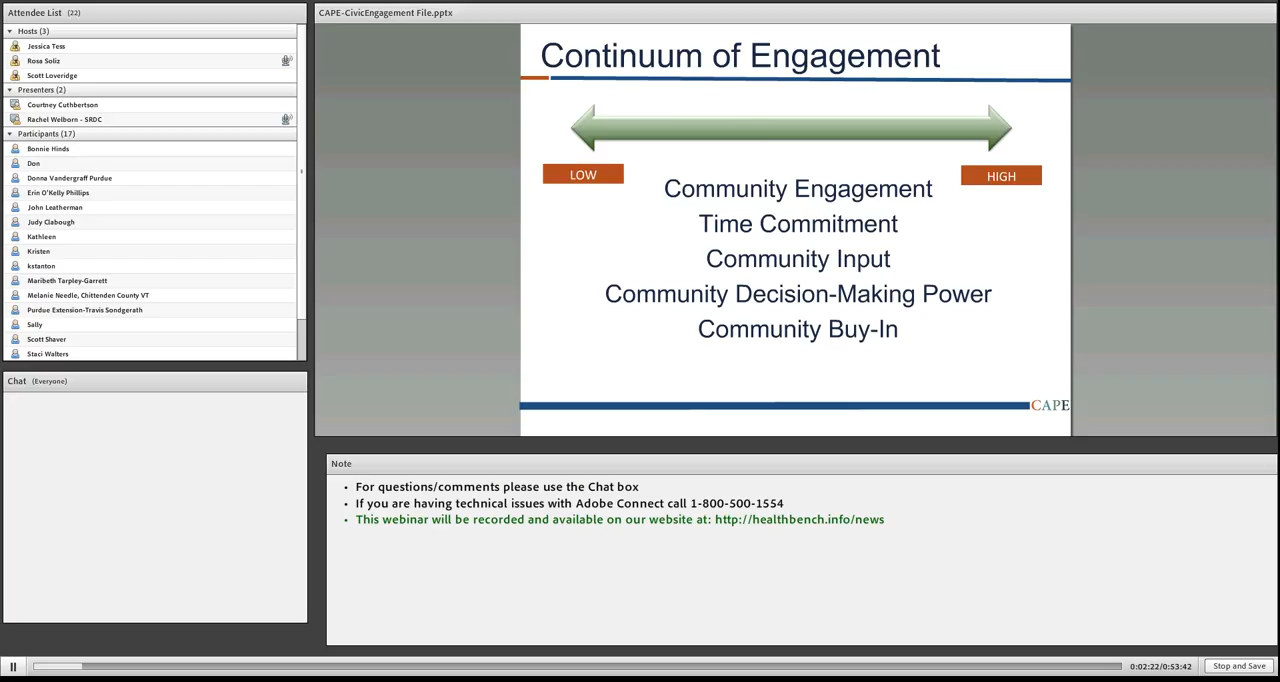 Attendee List (22)
Hosts (3)
Jessica Tess
Rosa Soliz
Scott Loveridge
Presenters (2)
Courtney Cuthbertson
Rachel Welborn - SRDC
Participants (17)
Bonnie Hinds
Don
Donna Vandergraff Purdue
Erin O'Kelly Phillips
John Leatherman
Judy Clabough
Kathleen
Kristen
kstanton
Maribeth Tarpley-Garrett
Melanie Needle, Chittenden County VT
Purdue Extension-Travis Sondgerath
Sally
Scott Shaver
Staci Walters
Chat (Everyone)
CAPE-CivicEngagement File.pptx
Continuum of Engagement
LOW
HIGH
Community Engagement
Time Commitment
Community Input
Community Decision-Making Power
Community Buy-In
CAPE
Note
• For questions/comments please use the Chat box
• If you are having technical issues with Adobe Connect call 1-800-500-1554
• This webinar will be recorded and available on our website at: http://healthbench.info/news
0:02:22/0:53:42
Stop and Save